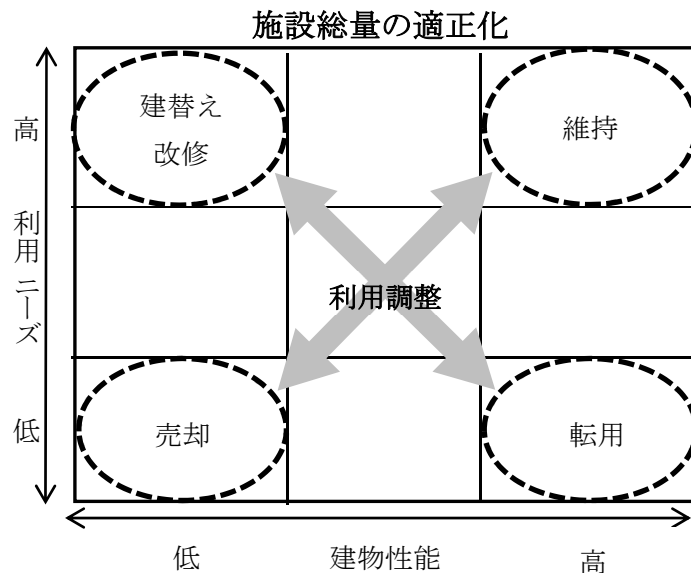 施設総量の適正化
高
利用ニーズ
低
建替え
改修
維持
利用調整
売却
転用
低
建物性能
高